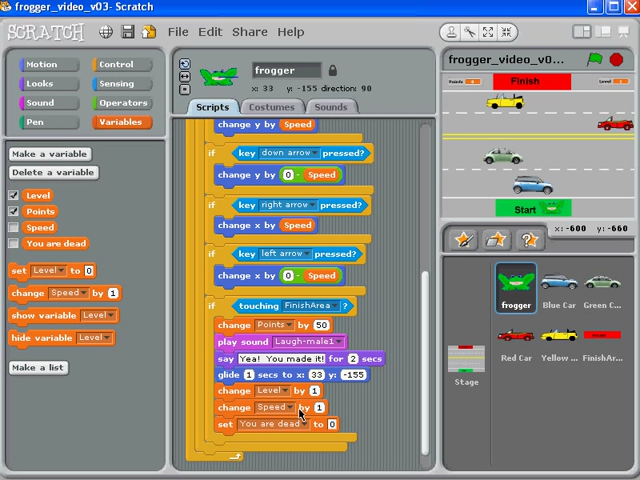 frogger_video_v03- Scratch
SCRATCH File Edit Share Help
Motion Control
Looks Sensing
Sound Operators
Pen Variables
Make a variable
Delete a variable
Level
Points
Speed
You are dead
set Level to 0
change Speed by 1
show variable Level
hide variable Level
Make a list
frogger
x: 33 y: -155 direction: 90
Scripts Costumes Sounds
change y by Speed
if key down arrow pressed?
change y by 0 - Speed
if key right arrow pressed?
change x by Speed
if key left arrow pressed?
change x by 0 - Speed
if touching FinishArea ?
change Points by 50
play sound Laugh-male1
say Yea! You made it! for 2 secs
glide 1 secs to x: 33 y: -155
change Level by 1
change Speed by 1
set You are dead to 0
frogger_video_v0...
Points
Finish
Level
Start
x: -600 y: -660
frogger
Blue Car
Green C...
Red Car
Yellow ...
FinishAr...
Stage